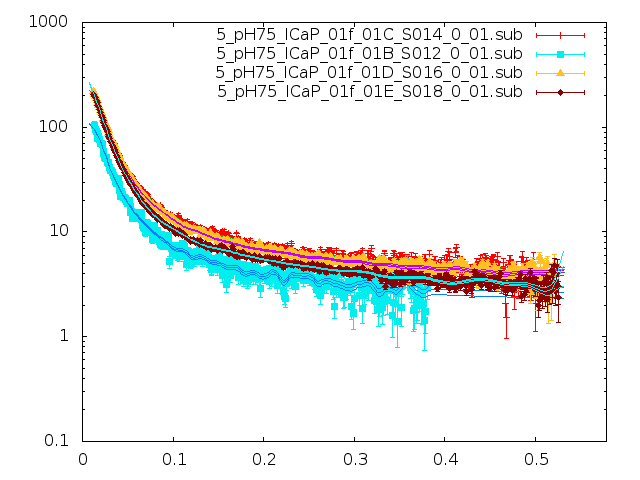 1000
5_pH75_ICaP_01f_01C_S014_0_01.sub
5_pH75_ICaP_01f_01B_S012_0_01.sub
5_pH75_ICaP_01f_01D_S016_0_01.sub
5_pH75_ICaP_01f_01E_S018_0_01.sub
100
10
1
0.1
0 0.1 0.2 0.3 0.4 0.5